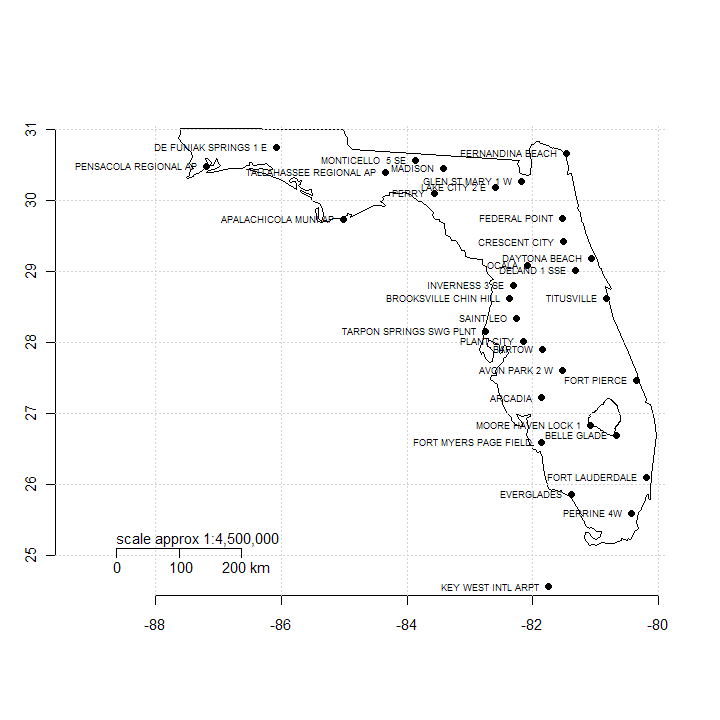 31
DE FUNIAK SPRINGS 1 E
FERNANDINA BEACH
MONTICELLO 5 SE
PENSACOLA REGIONAL AP
MADISON
TALLAHASSEE REGIONAL AP
GLEN ST MARY 1 W
LAKE CITY 2 E
PERRY
30
APALACHICOLA MUNI AP
FEDERAL POINT
CRESCENT CITY
DAYTONA BEACH
OCALA
DELAND 1 SSE
29
INVERNESS 3 SE
BROOKSVILLE CHIN HILL
TITUSVILLE
SAINT LEO
TARPON SPRINGS SWG PLNT
PLANT CITY
28
BARTOW
AVON PARK 2 W
FORT PIERCE
ARCADIA
27
MOORE HAVEN LOCK 1
BELLE GLADE
FORT MYERS PAGE FIELD
FORT LAUDERDALE
26
EVERGLADES
PERRINE 4W
scale approx 1:4,500,000
25
0 100 200 km
KEY WEST INTL ARPT
-88 -86 -84 -82 -80